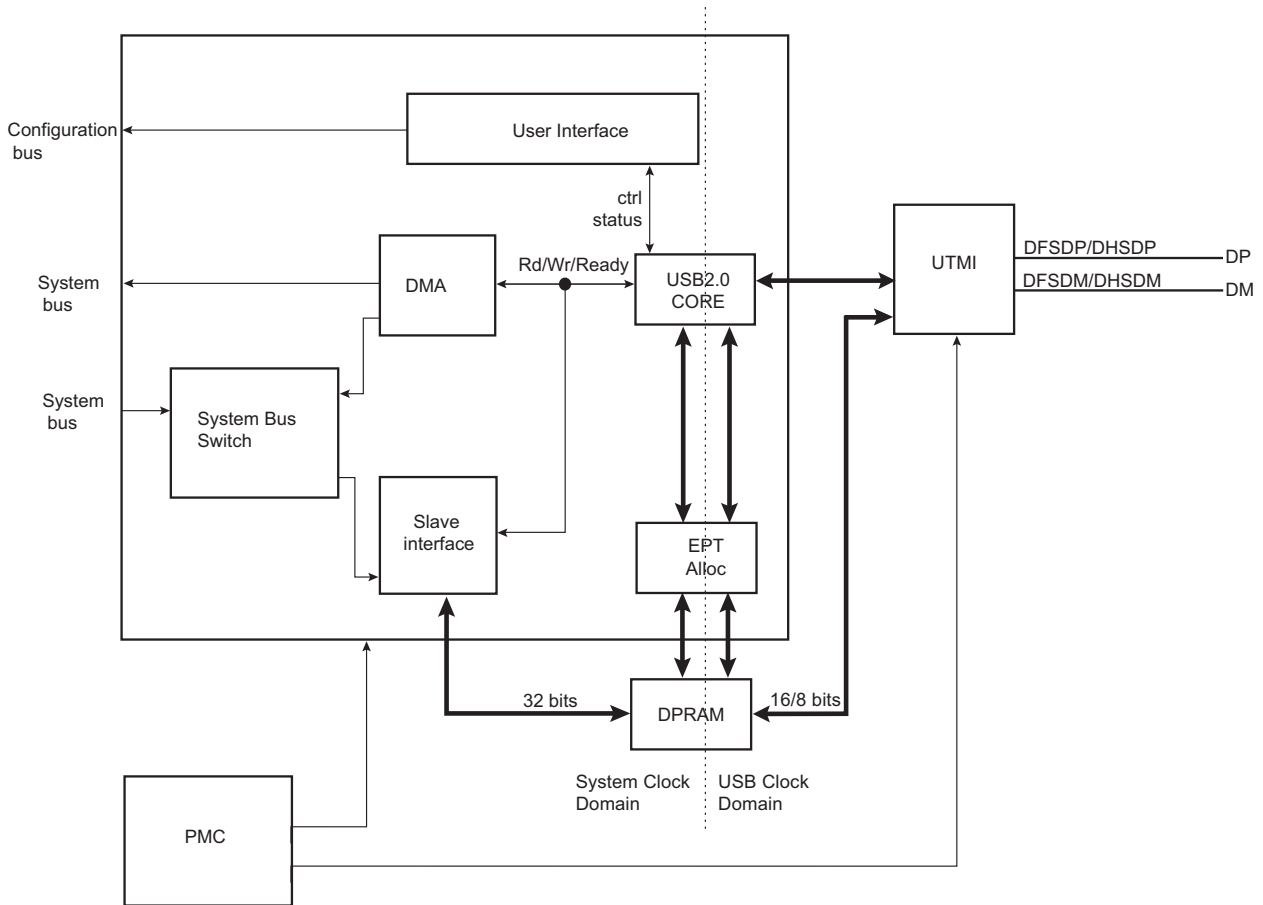 User Interface
Configuration
bus
ctrl
status
UTMI
DFSDP/DHSDP
DP
DFSDM/DHSDM
DM
System
bus
DMA
Rd/Wr/Ready
USB2.0
CORE
System
bus
System Bus
Switch
Slave
interface
EPT
Alloc
32 bits
DPRAM
16/8 bits
System Clock
Domain
USB Clock
Domain
PMC